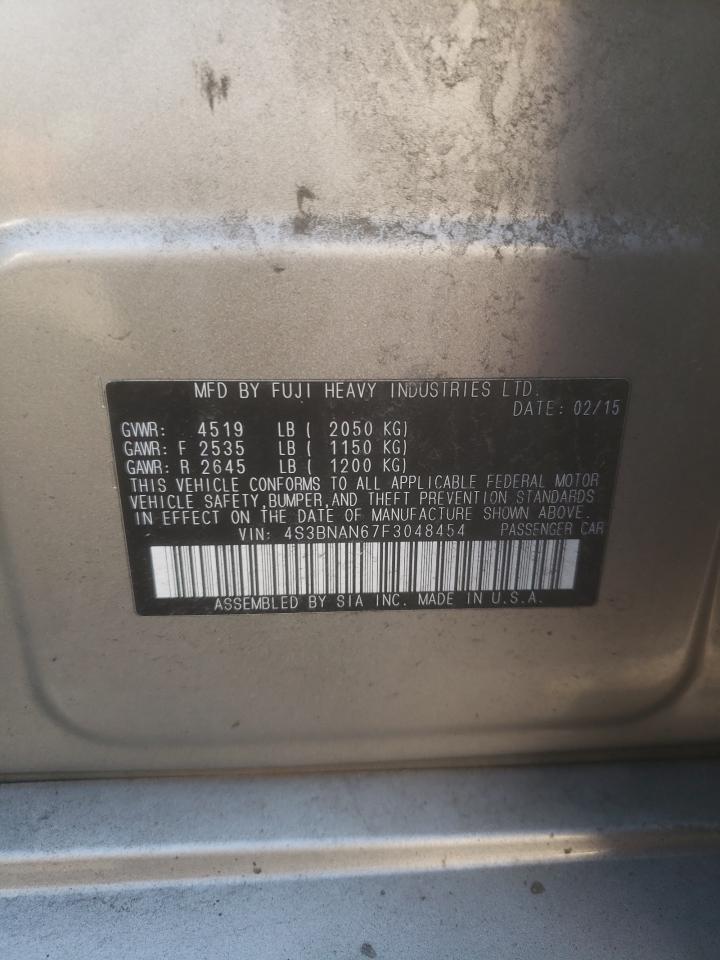 MFD BY FUJI HEAVY INDUSTRIES LTD.
DATE: 02/15
GVWR: 4519 LB ( 2050 KG)
GAWR: F 2535 LB ( 1150 KG)
GAWR: R 2645 LB ( 1200 KG)
THIS VEHICLE CONFORMS TO ALL APPLICABLE FEDERAL MOTOR
VEHICLE SAFETY,BUMPER,AND THEFT PREVENTION STANDARDS
IN EFFECT ON THE DATE OF MANUFACTURE SHOWN ABOVE.
VIN: 4S3BNAN67F3048454 PASSENGER CAR
ASSEMBLED BY SIA INC. MADE IN U.S.A.